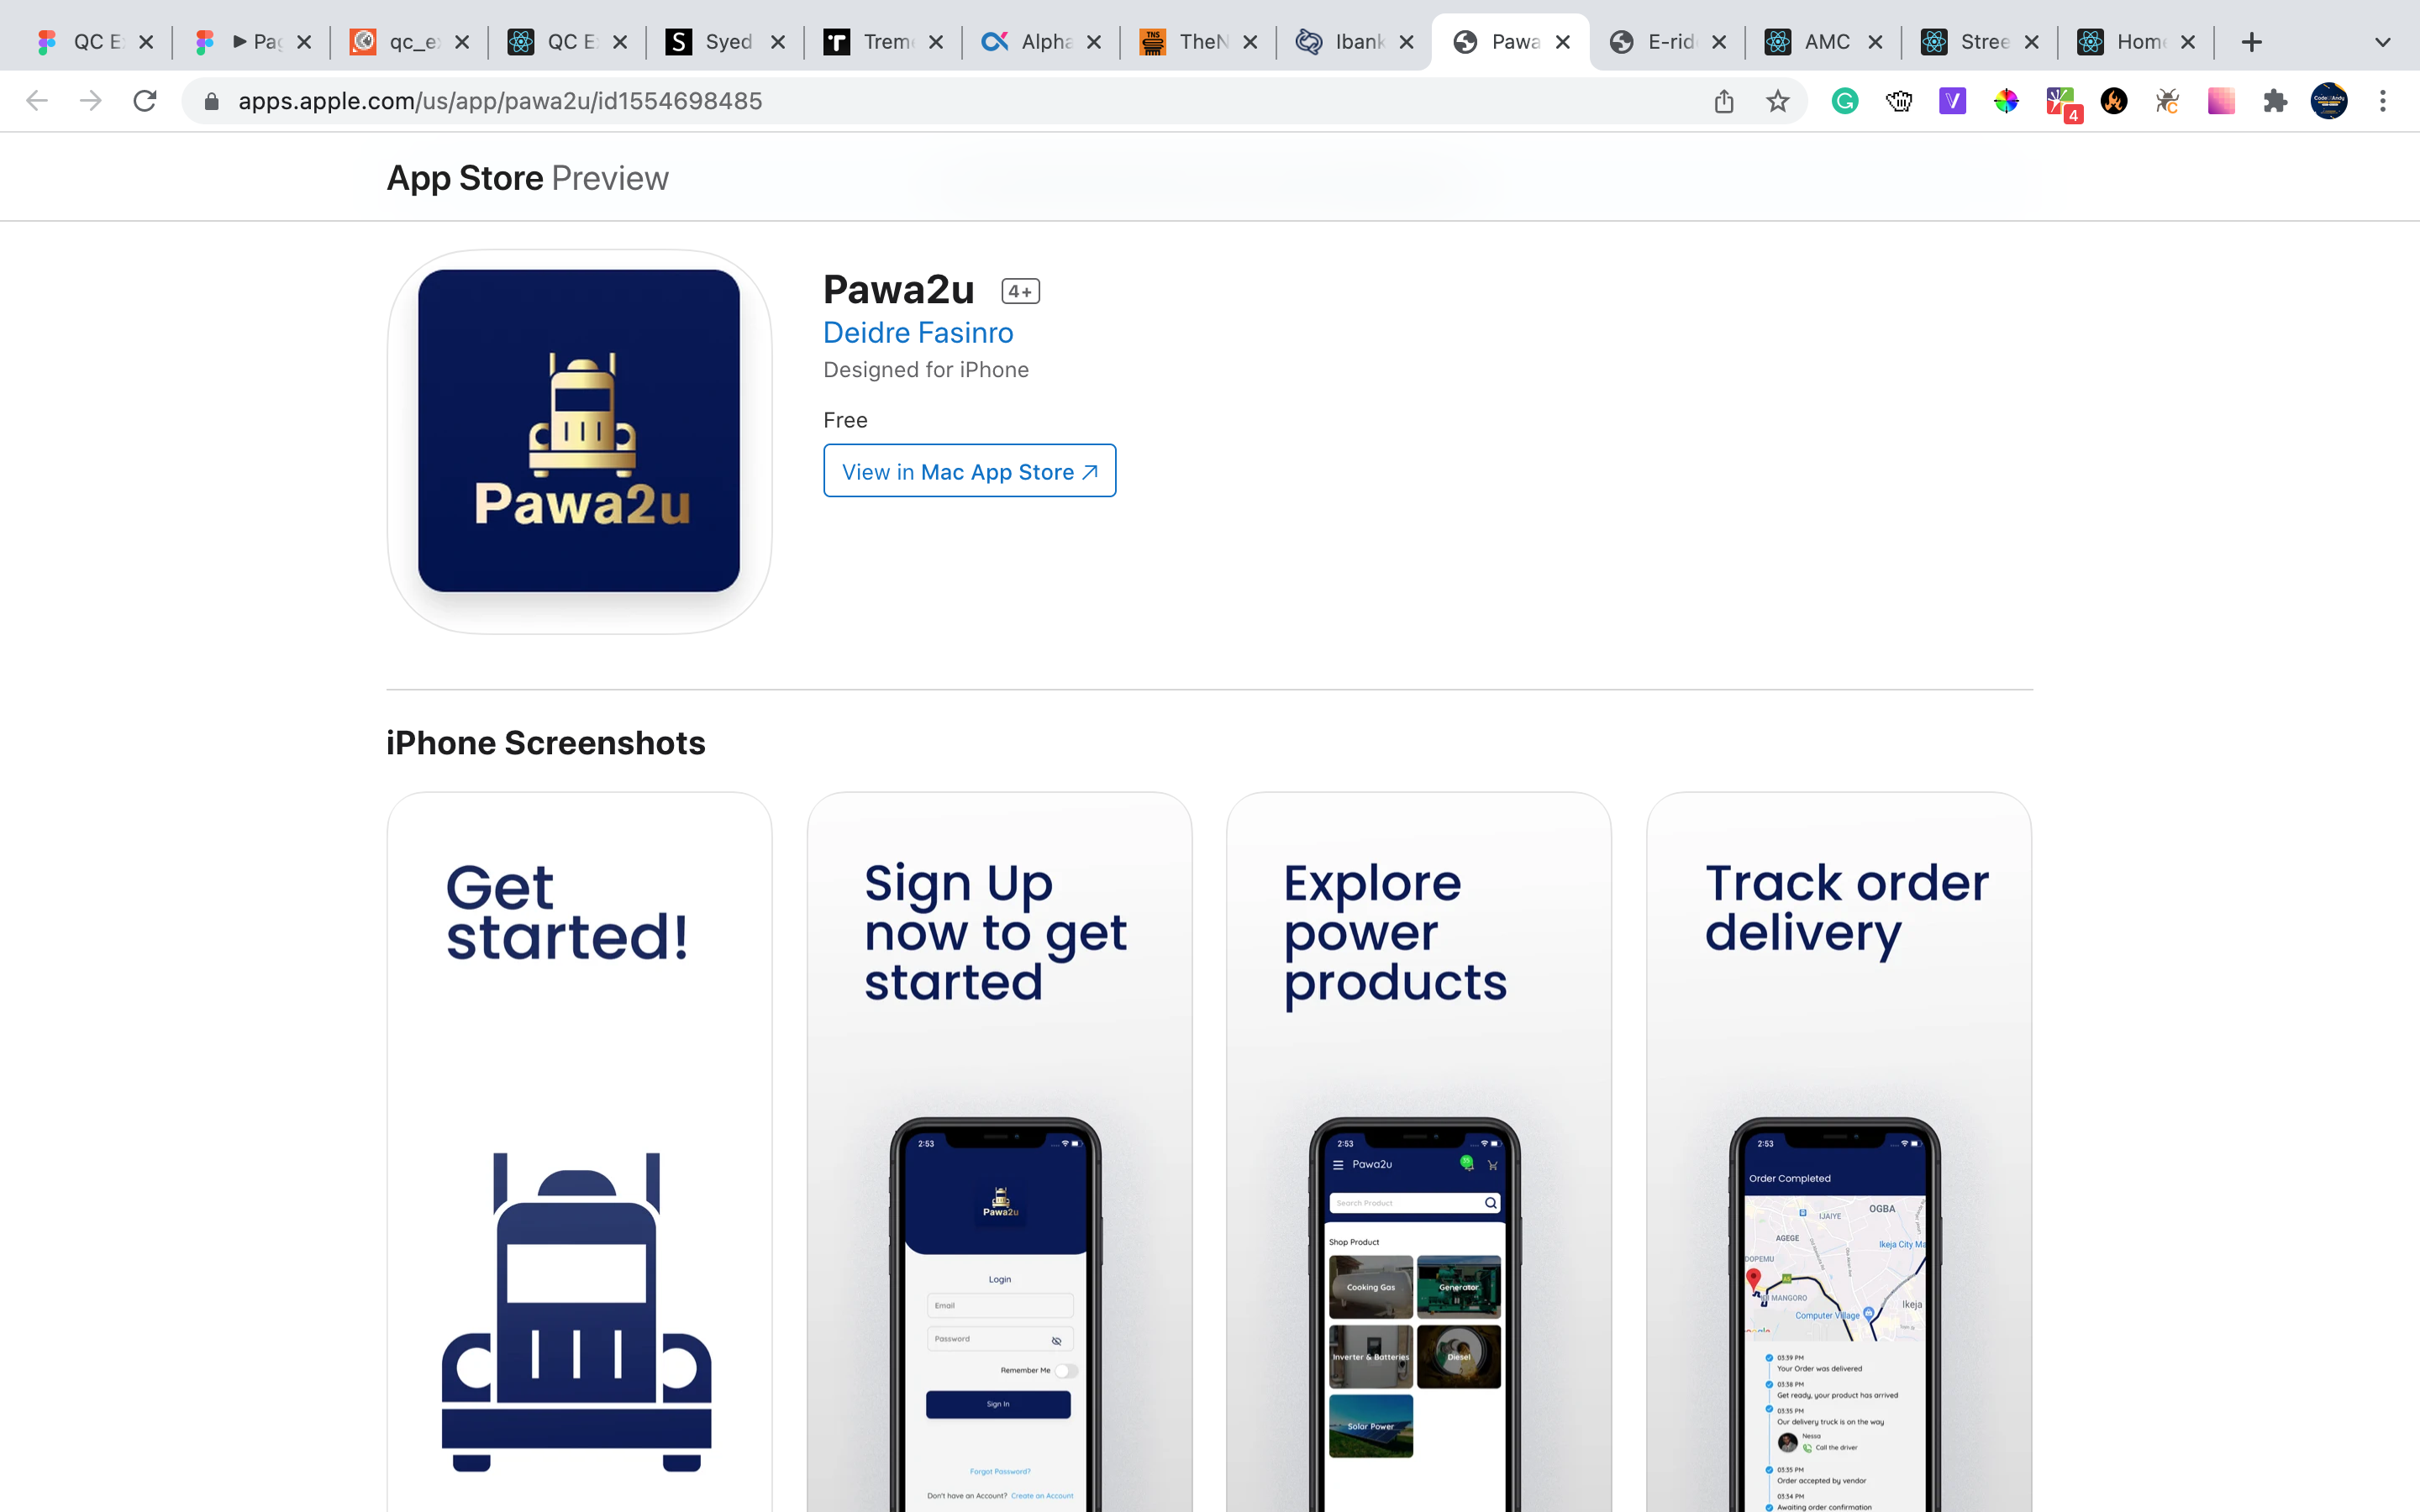 QC E
Pag
qc_e
QC E
S
Syed
Treme
Alpha
TNS
TheN
Ibank
Pawa
E-rid
AMC
Stree
Home
apps.apple.com/us/app/pawa2u/id1554698485
4
App Store Preview
Pawa2u
Pawa2u 4+
Deidre Fasinro
Designed for iPhone
Free
View in Mac App Store
iPhone Screenshots
Get
started!
Sign Up
now to get
started
2:53
Pawa2u
Login
Email
Password
Remember Me
Sign In
Forgot Password?
Don't have an Account? Create an Account
Explore
power
products
2:53
Pawa2u
Search Product
Shop Product
Cooking Gas
Generator
Inverter & Batteries
Diesel
Solar Power
Track order
delivery
2:53
Order Completed
OGBA
IJAIYE
AGEGE
Ikeja City Ma
DOPEMU
MANGORO
Ikeja
Computer Village
03:39 PM
Your Order was delivered
03:38 PM
Get ready, your product has arrived
03:35 PM
Our delivery truck is on the way
Nessa
Call the driver
03:35 PM
Order accepted by vendor
03:34 PM
Awaiting order confirmation